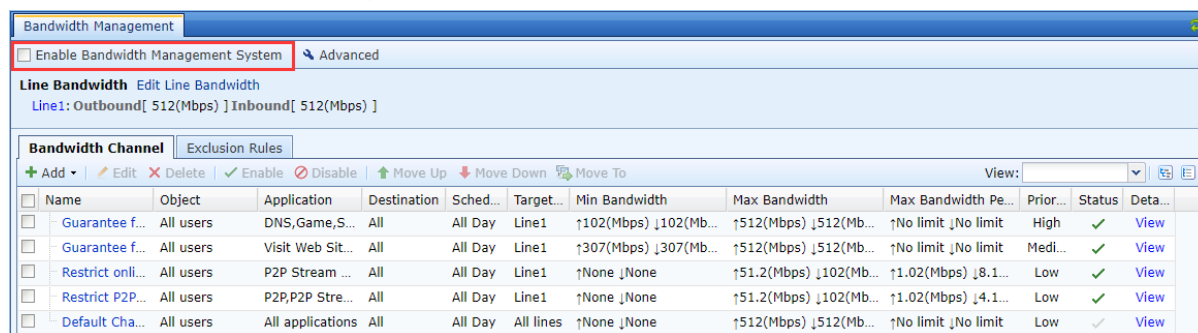 Bandwidth Management
Enable Bandwidth Management System Advanced
Line Bandwidth Edit Line Bandwidth
Line1: Outbound[ 512(Mbps) ] Inbound[ 512(Mbps) ]
Bandwidth Channel Exclusion Rules
Add Edit Delete Enable Disable Move Up Move Down Move To View:
Name Object Application Destination Sched... Target... Min Bandwidth Max Bandwidth Max Bandwidth Pe... Prior... Status Deta...
Guarantee f... All users DNS,Game,S... All All Day Line1 ↑102(Mbps) ↓102(Mb... ↑512(Mbps) ↓512(Mb... ↑No limit ↓No limit High View
Guarantee f... All users Visit Web Sit... All All Day Line1 ↑307(Mbps) ↓307(Mb... ↑512(Mbps) ↓512(Mb... ↑No limit ↓No limit Medi... View
Restrict onli... All users P2P Stream ... All All Day Line1 ↑None ↓None ↑51.2(Mbps) ↓102(Mb... ↑1.02(Mbps) ↓8.1... Low View
Restrict P2P... All users P2P,P2P Stre... All All Day Line1 ↑None ↓None ↑51.2(Mbps) ↓102(Mb... ↑1.02(Mbps) ↓4.1... Low View
Default Cha... All users All applications All All Day All lines ↑None ↓None ↑512(Mbps) ↓512(Mb... ↑No limit ↓No limit Low View